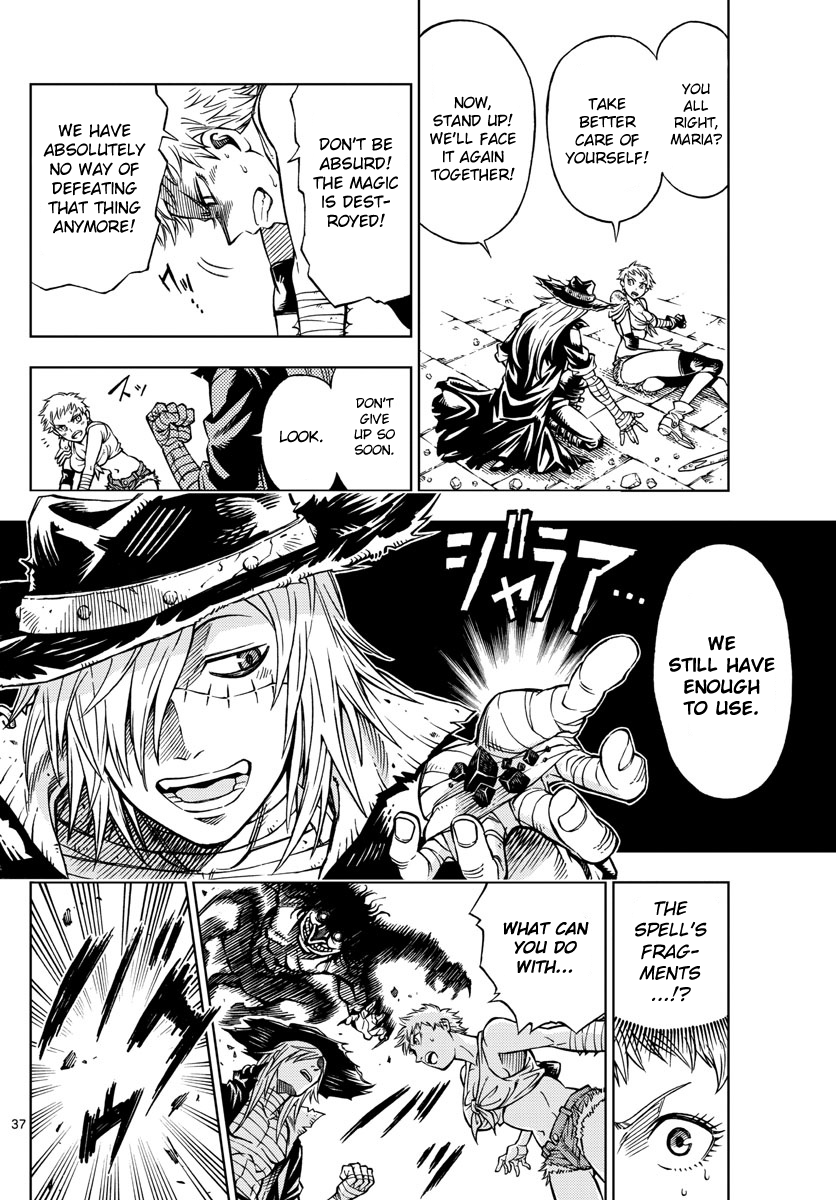 YOU
ALL
RIGHT,
MARIA?
TAKE
BETTER
CARE OF
YOURSELF!
NOW,
STAND UP!
WE'LL FACE
IT AGAIN
TOGETHER!
DON'T BE
ABSURD!
THE MAGIC
IS DEST-
ROYED!
WE HAVE
ABSOLUTELY
NO WAY OF
DEFEATING
THAT THING
ANYMORE!
DON'T
GIVE
UP SO
SOON.
LOOK.
ズッ
ジャラア…
WE
STILL HAVE
ENOUGH
TO USE.
THE
SPELL'S
FRAG-
MENTS
...!?
WHAT CAN
YOU DO
WITH...
37